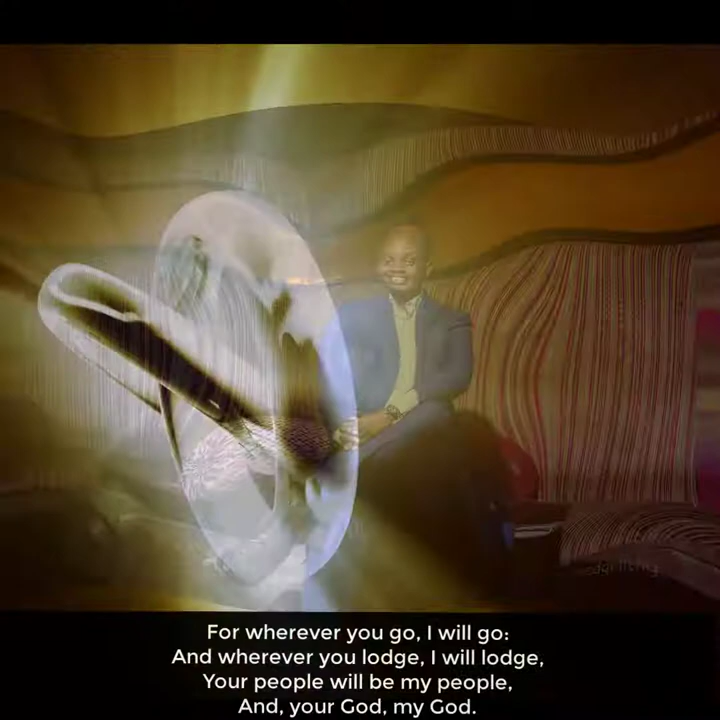 For wherever you go, I will go:
And wherever you lodge, I will lodge,
Your people will be my people,
And, your God, my God.